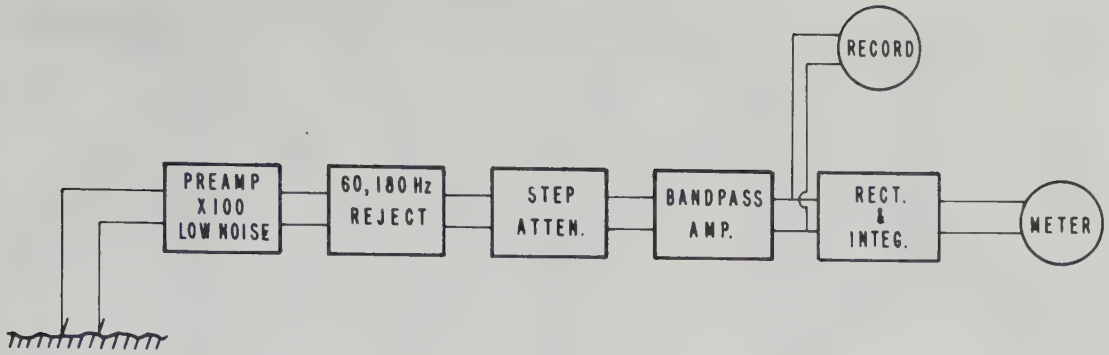 RECORD
PREAMP
X100
LOW NOISE
60, 180 Hz
REJECT
STEP
ATTEN.
BANDPASS
AMP.
RECT.
&
INTEG.
METER